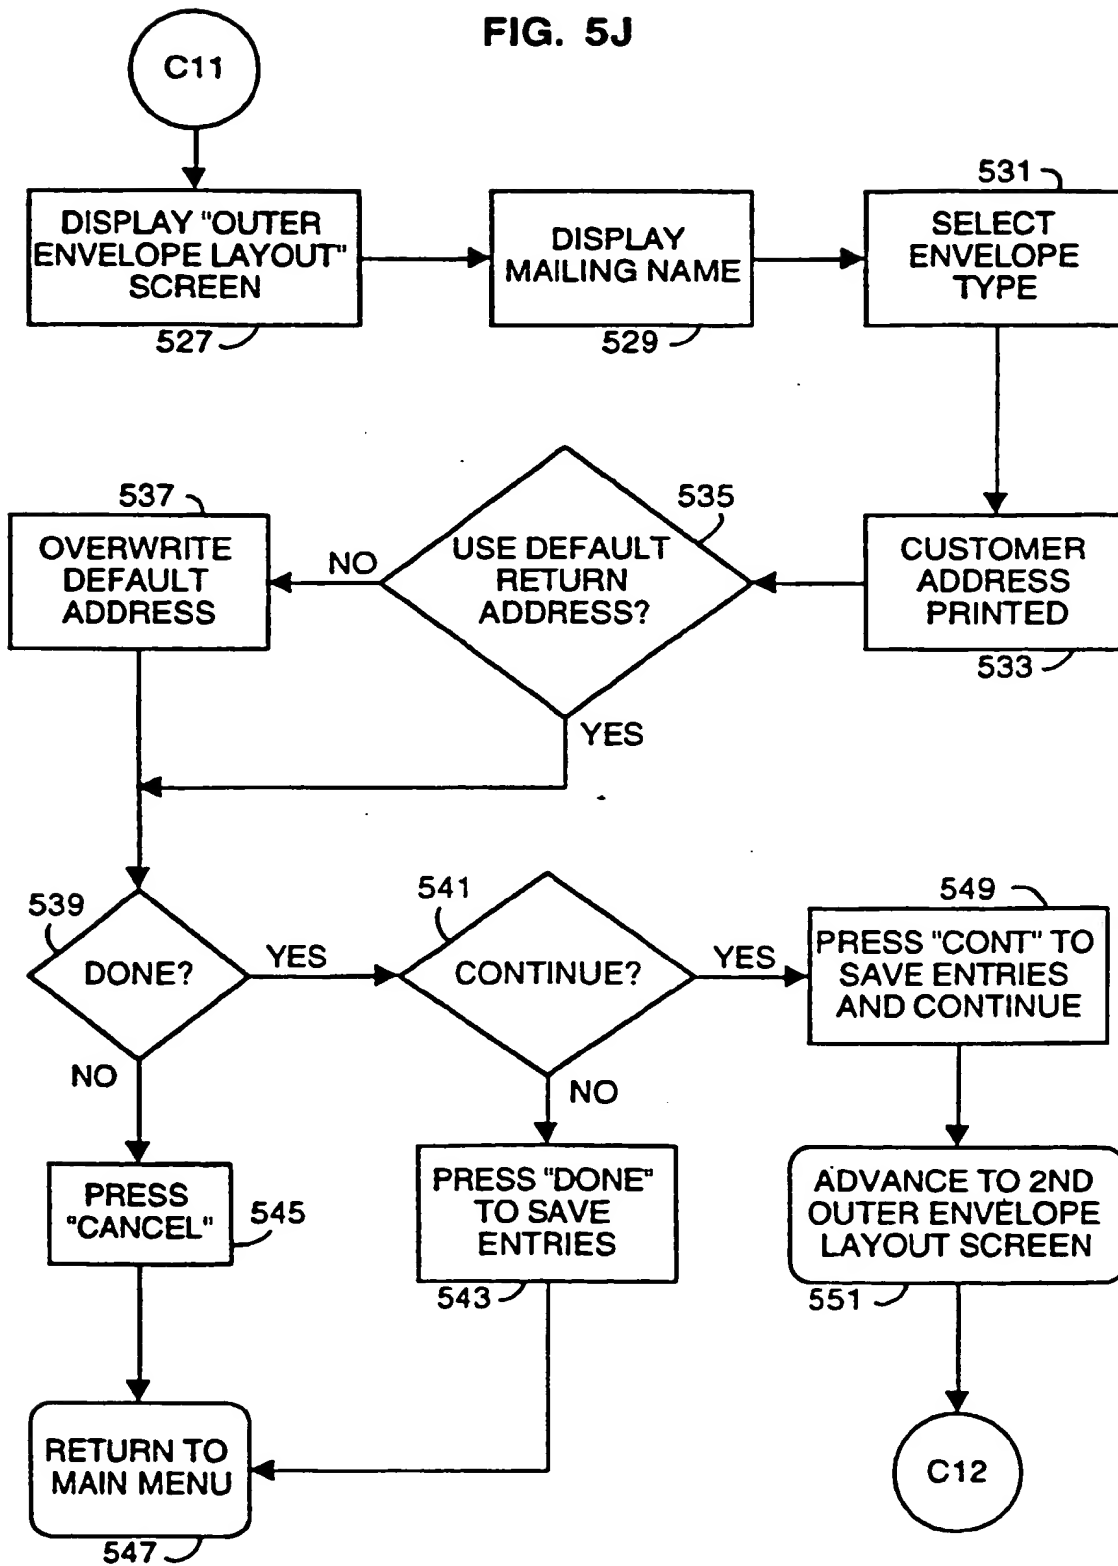 FIG. 5J
C11
DISPLAY "OUTER
ENVELOPE LAYOUT"
SCREEN
527
DISPLAY
MAILING NAME
529
531
SELECT
ENVELOPE
TYPE
537
OVERWRITE
DEFAULT
ADDRESS
NO
535
USE DEFAULT
RETURN
ADDRESS?
YES
CUSTOMER
ADDRESS
PRINTED
533
539
DONE?
YES
NO
541
CONTINUE?
YES
NO
549
PRESS "CONT" TO
SAVE ENTRIES
AND CONTINUE
PRESS
"CANCEL"
545
PRESS "DONE"
TO SAVE
ENTRIES
543
ADVANCE TO 2ND
OUTER ENVELOPE
LAYOUT SCREEN
551
RETURN TO
MAIN MENU
547
C12